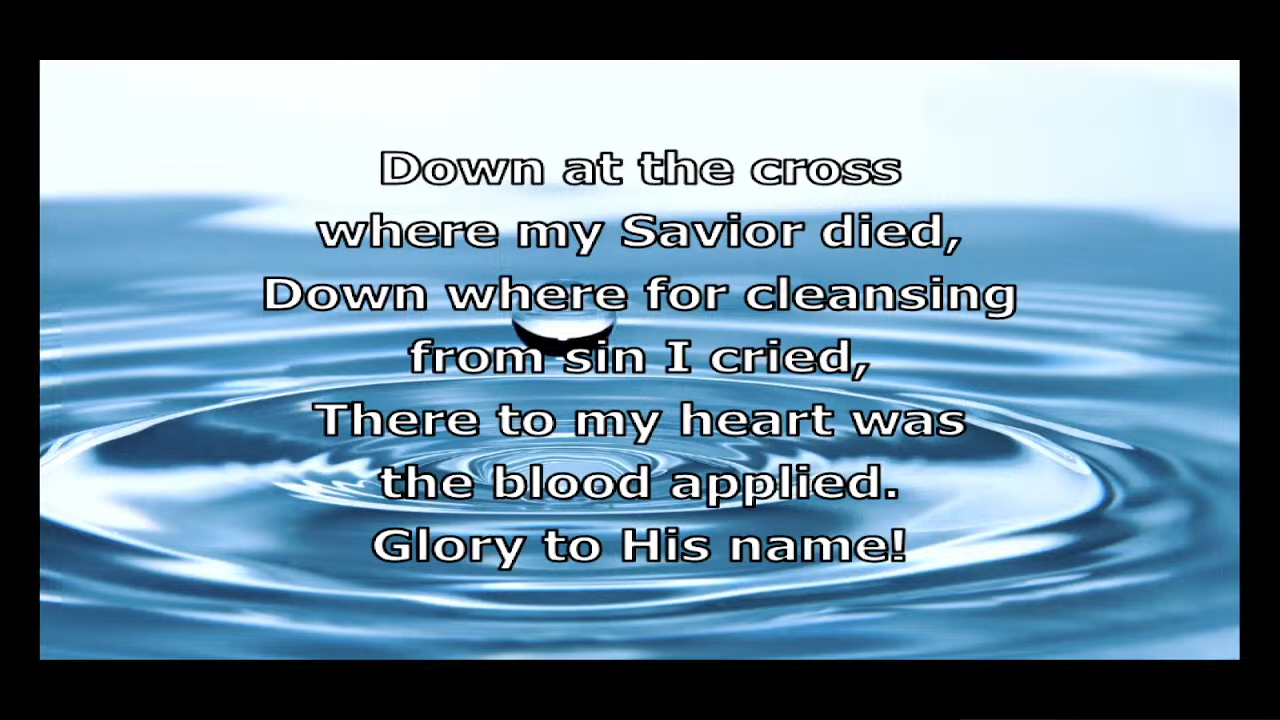 Down at the cross
where my Savior died,
Down where for cleansing
from sin I cried,
There to my heart was
the blood applied.
Glory to His name!